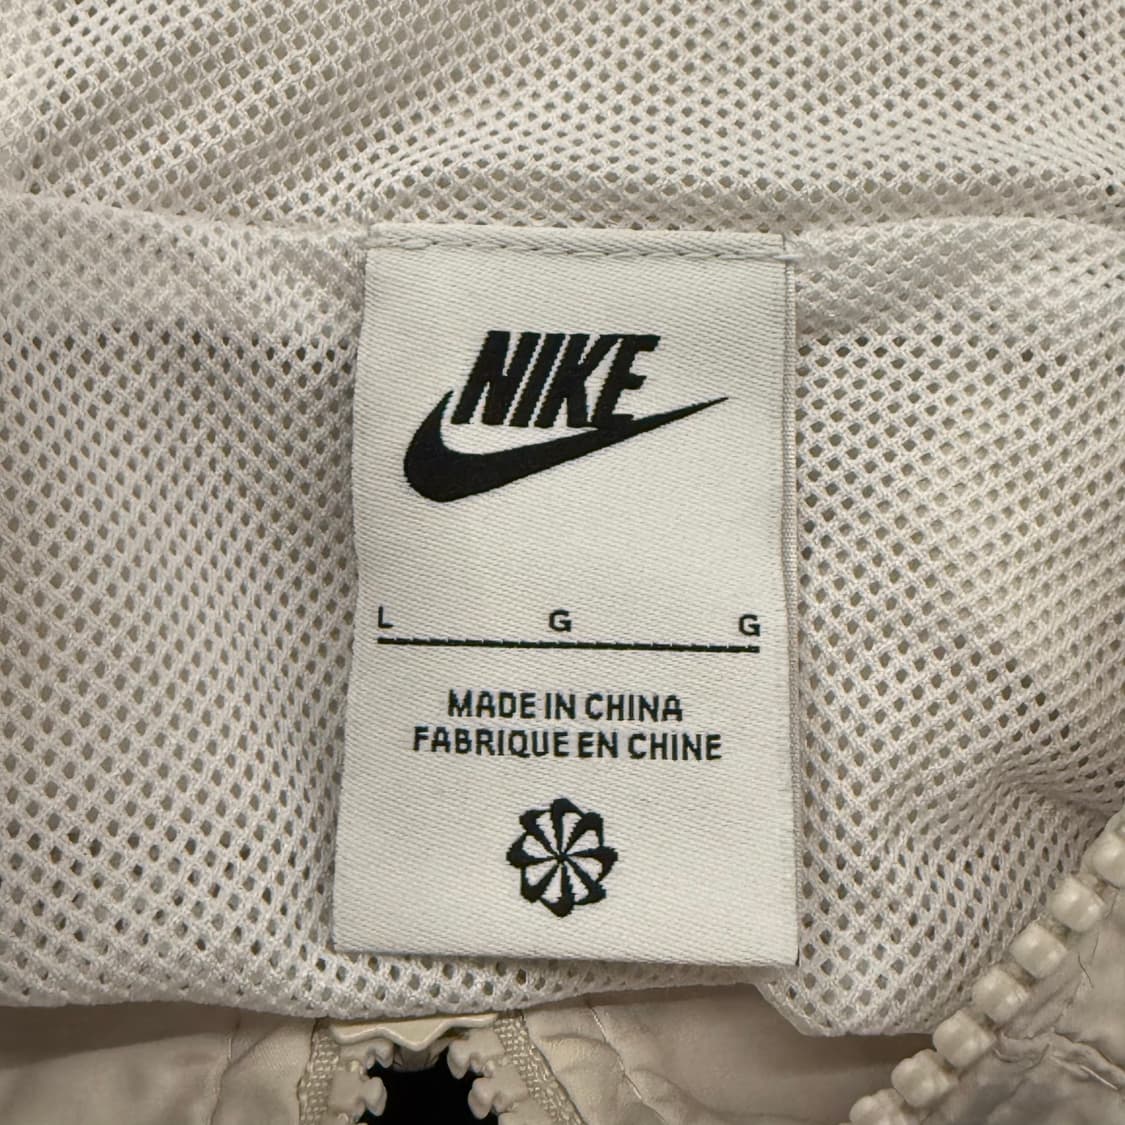 NIKE
L G G
MADE IN CHINA
FABRIQUE EN CHINE